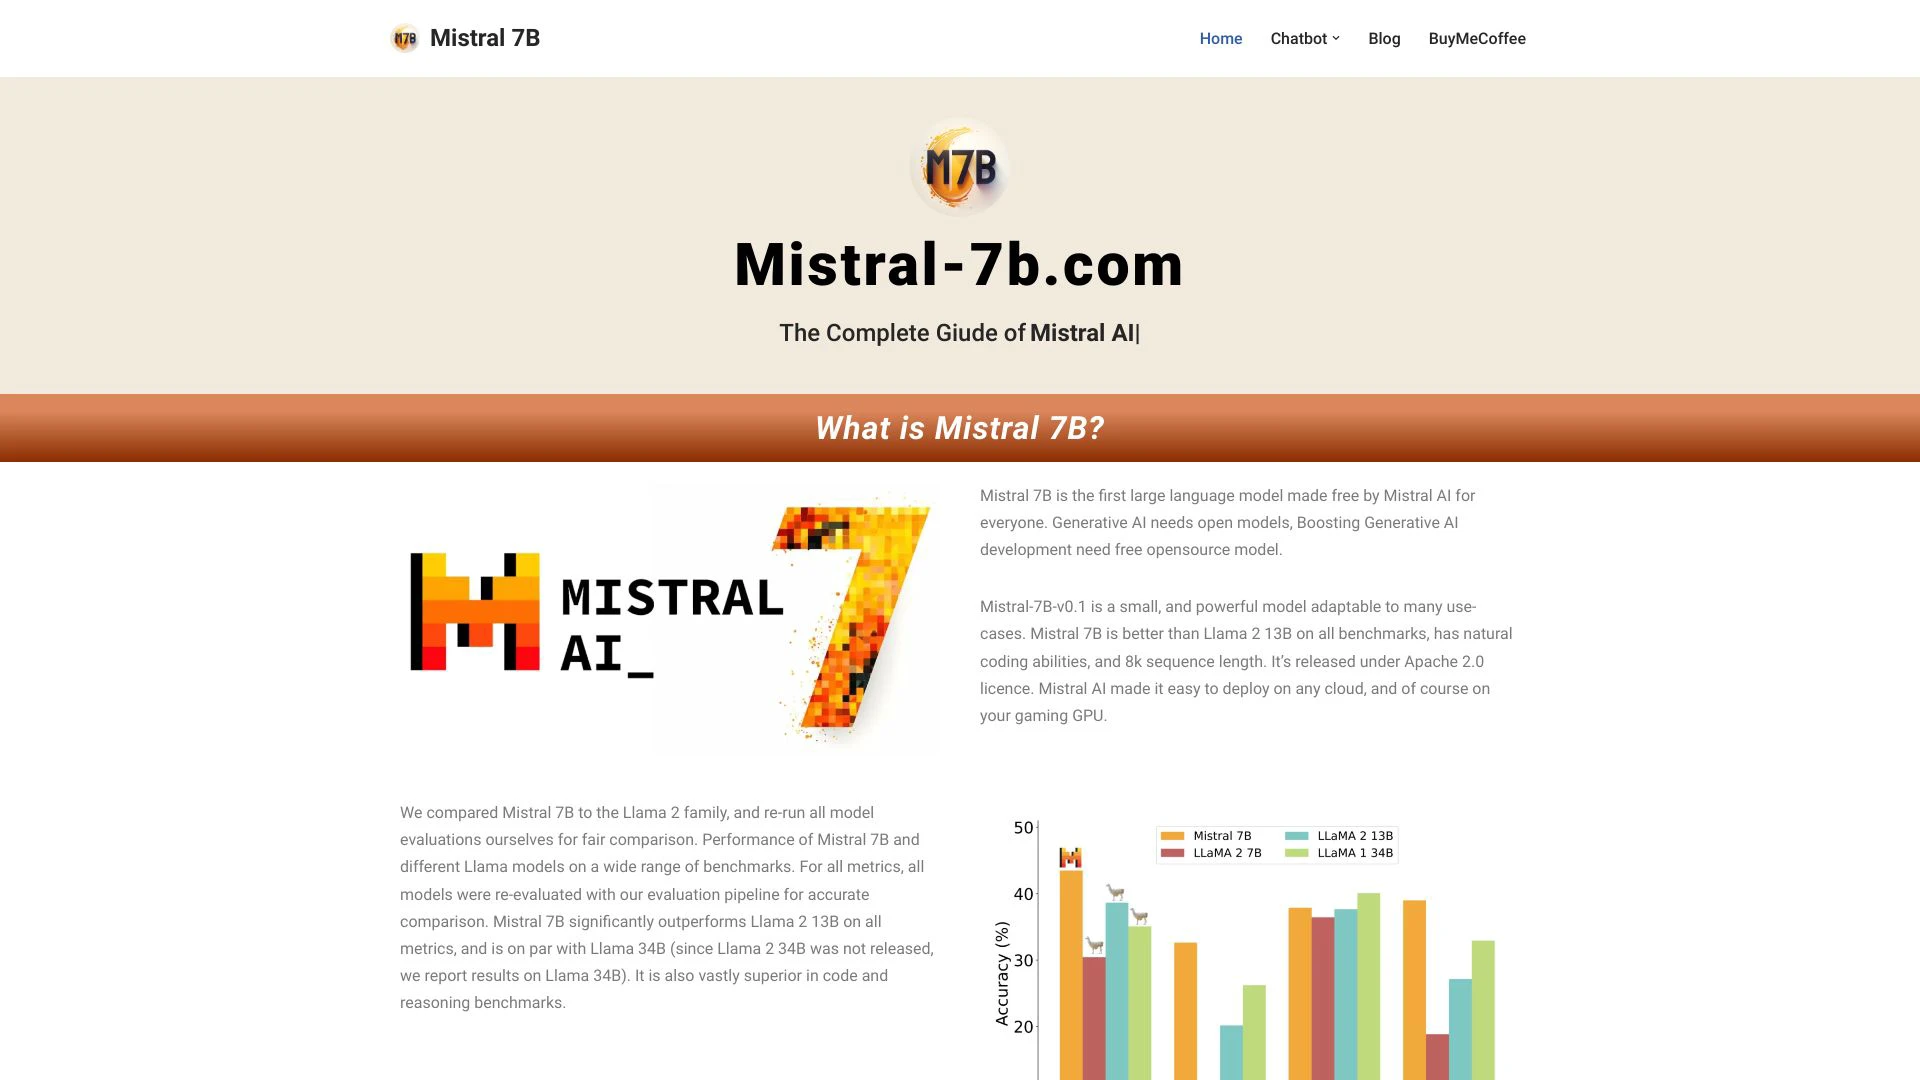 M7B Mistral 7B
Home Chatbot Blog BuyMeCoffee
M7B
Mistral-7b.com
The Complete Giude of Mistral AI|
What is Mistral 7B?
MISTRAL
AI_
7
Mistral 7B is the first large language model made free by Mistral AI for
everyone. Generative AI needs open models, Boosting Generative AI
development need free opensource model.
Mistral-7B-v0.1 is a small, and powerful model adaptable to many use-
cases. Mistral 7B is better than Llama 2 13B on all benchmarks, has natural
coding abilities, and 8k sequence length. It’s released under Apache 2.0
licence. Mistral AI made it easy to deploy on any cloud, and of course on
your gaming GPU.
We compared Mistral 7B to the Llama 2 family, and re-run all model
evaluations ourselves for fair comparison. Performance of Mistral 7B and
different Llama models on a wide range of benchmarks. For all metrics, all
models were re-evaluated with our evaluation pipeline for accurate
comparison. Mistral 7B significantly outperforms Llama 2 13B on all
metrics, and is on par with Llama 34B (since Llama 2 34B was not released,
we report results on Llama 34B). It is also vastly superior in code and
reasoning benchmarks.
50
Mistral 7B LLaMA 2 13B
LLaMA 2 7B LLaMA 1 34B
40
30
20
Accuracy (%)